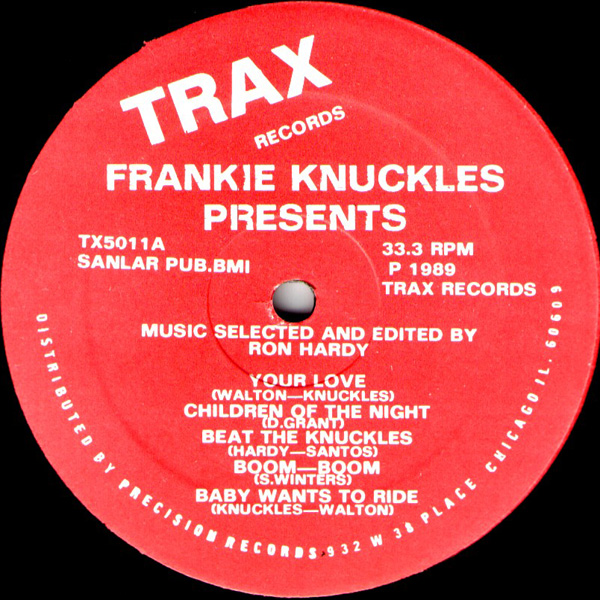 TRAX
RECORDS
FRANKIE KNUCKLES
PRESENTS
TX5011A
SANLAR PUB.BMI
33.3 RPM
P 1989
TRAX RECORDS
MUSIC SELECTED AND EDITED BY
RON HARDY
YOUR LOVE
(WALTON—KNUCKLES)
CHILDREN OF THE NIGHT
(D.GRANT)
BEAT THE KNUCKLES
(HARDY—SANTOS)
BOOM—BOOM
(S.WINTERS)
BABY WANTS TO RIDE
(KNUCKLES—WALTON)
DISTRIBUTED BY PRECISION RECORDS,932 W 38 PLACE CHICAGO IL. 60609